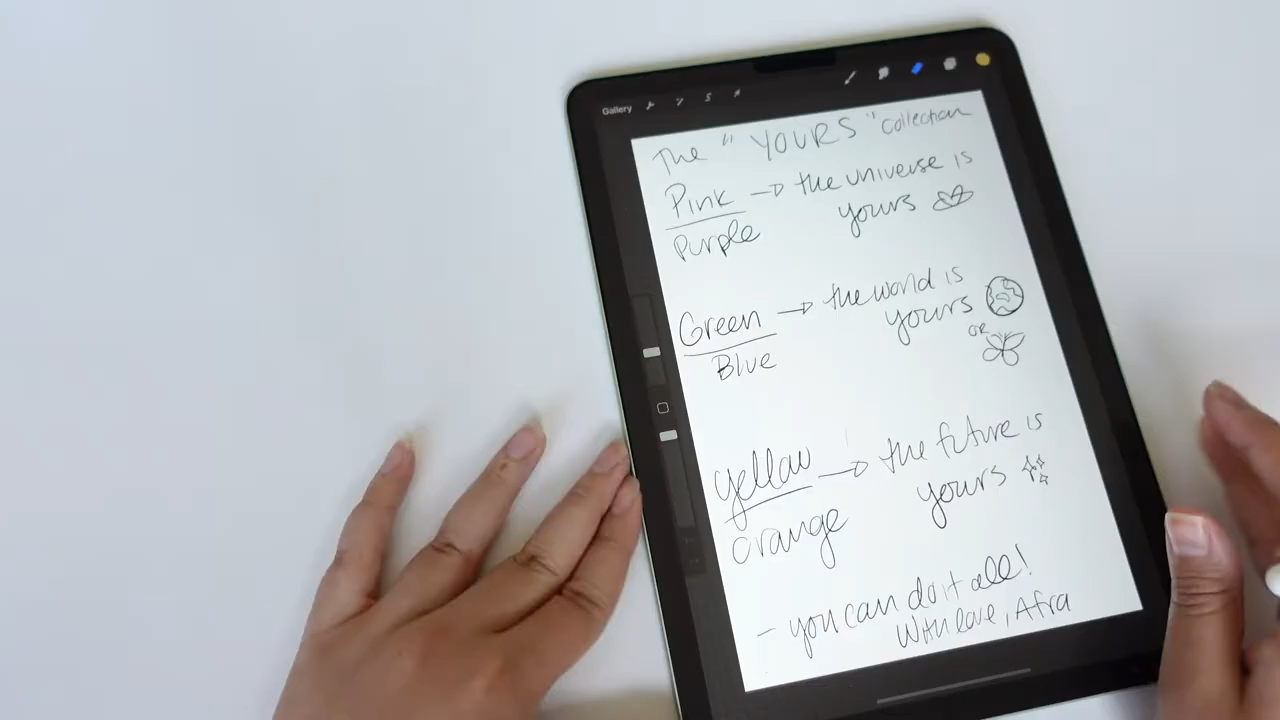 Gallery
The "YOURS" collection
Pink → the universe is
yours
Purple
Green → the world is
yours
OR
Blue
yellow → the future is
yours
orange
- you can do it all!
With love, Afra